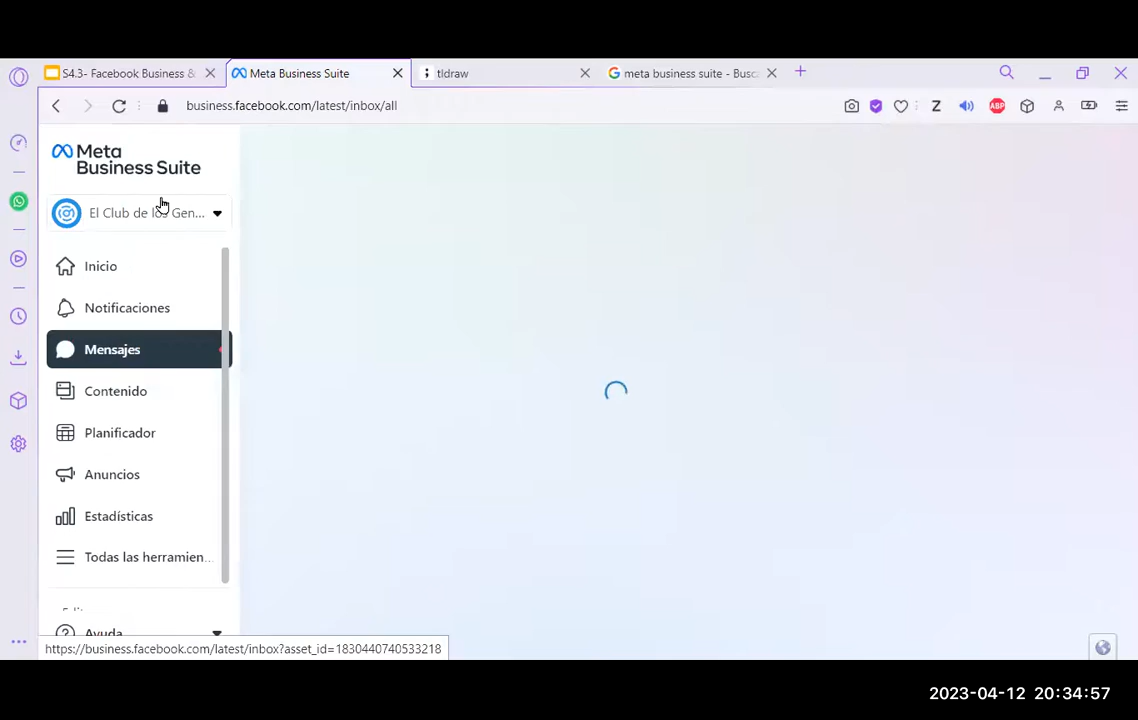 S4.3- Facebook Business &
Meta Business Suite
tldraw
meta business suite - Busc
business.facebook.com/latest/inbox/all
Z
ABP
Meta
Business Suite
El Club de los Gen...
Inicio
Notificaciones
Mensajes
Contenido
Planificador
Anuncios
Estadísticas
Todas las herramien...
Ayuda
https://business.facebook.com/latest/inbox?asset_id=1830440740533218
2023-04-12 20:34:57